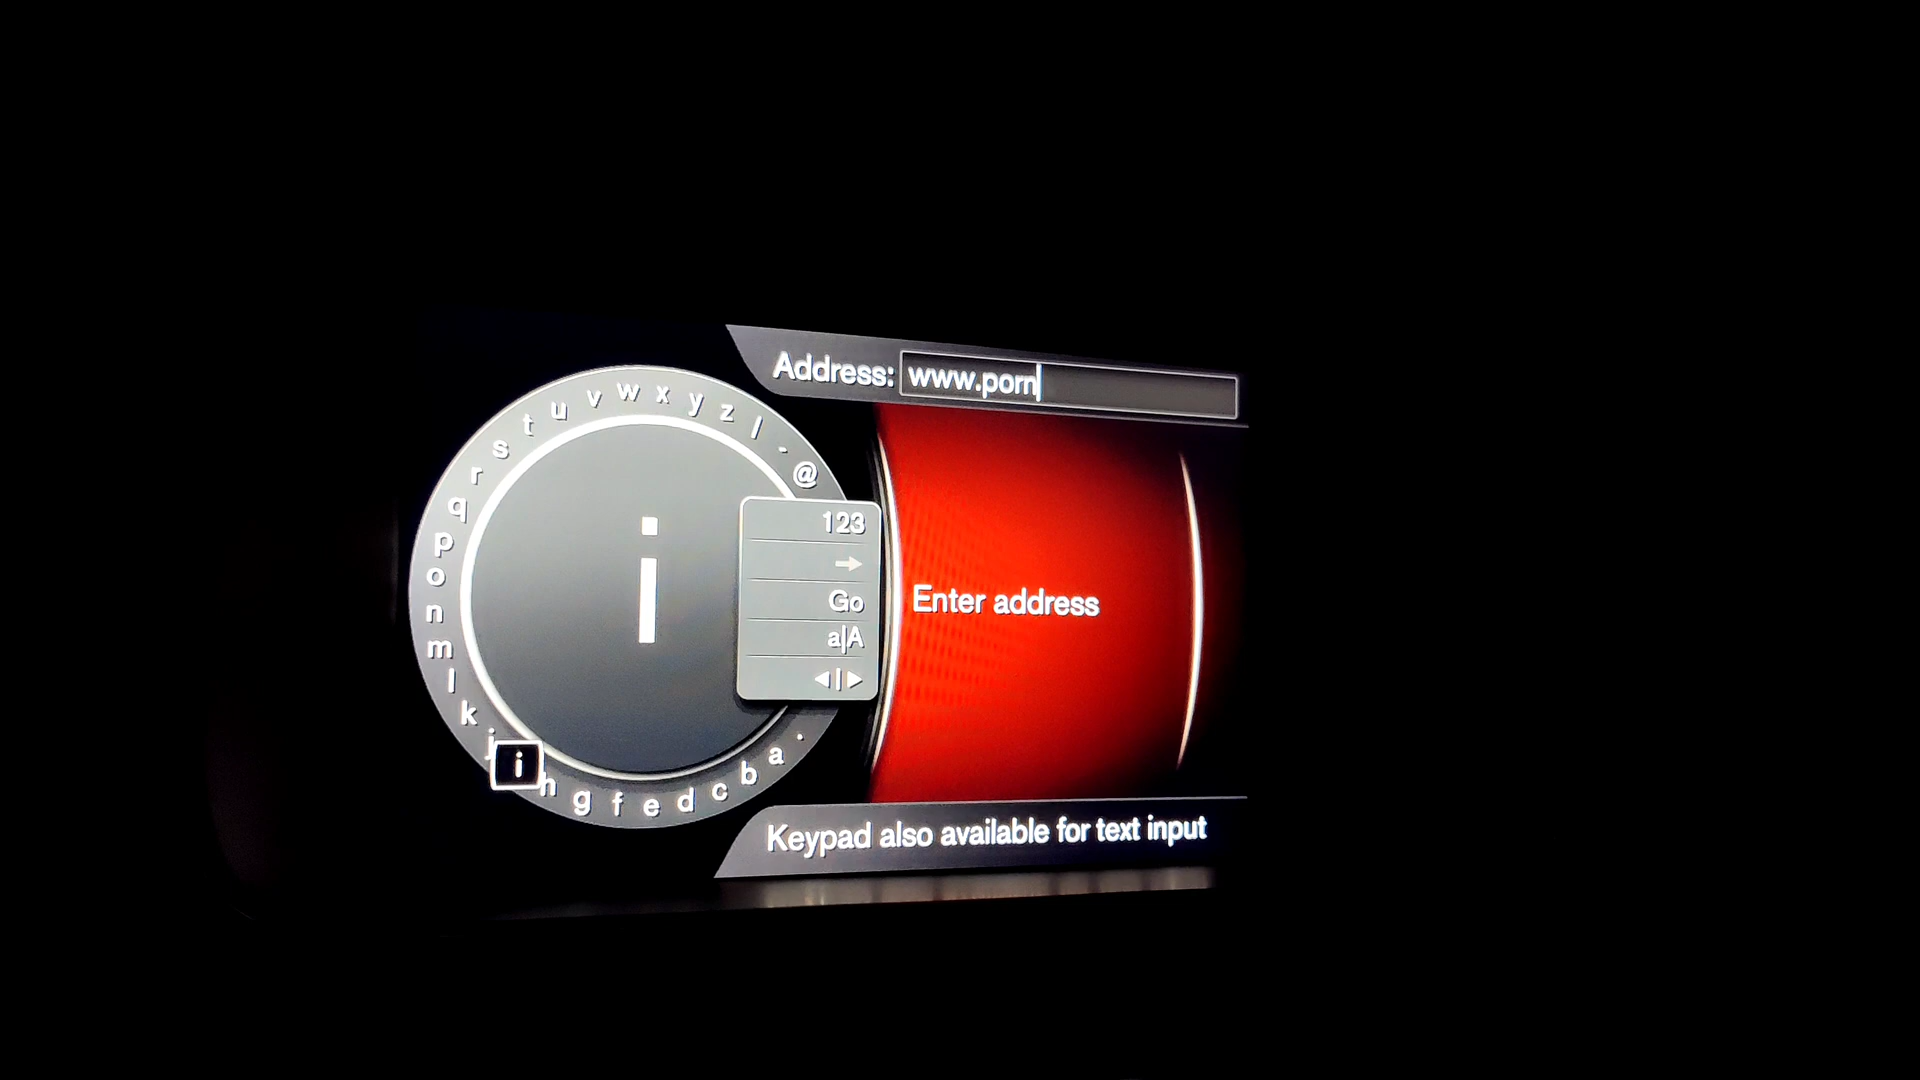 Address: www.porn
a b c d e f g h i j k l m n o p q r s t u v w x y z | - @
i
123
→
Go
a|A
◀|▶
Enter address
Keypad also available for text input